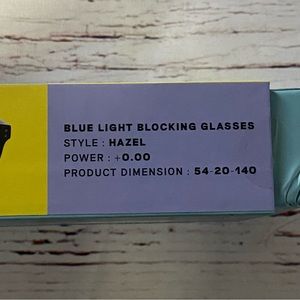 BLUE LIGHT BLOCKING GLASSES
STYLE : HAZEL
POWER : +0.00
PRODUCT DIMENSION : 54-20-140